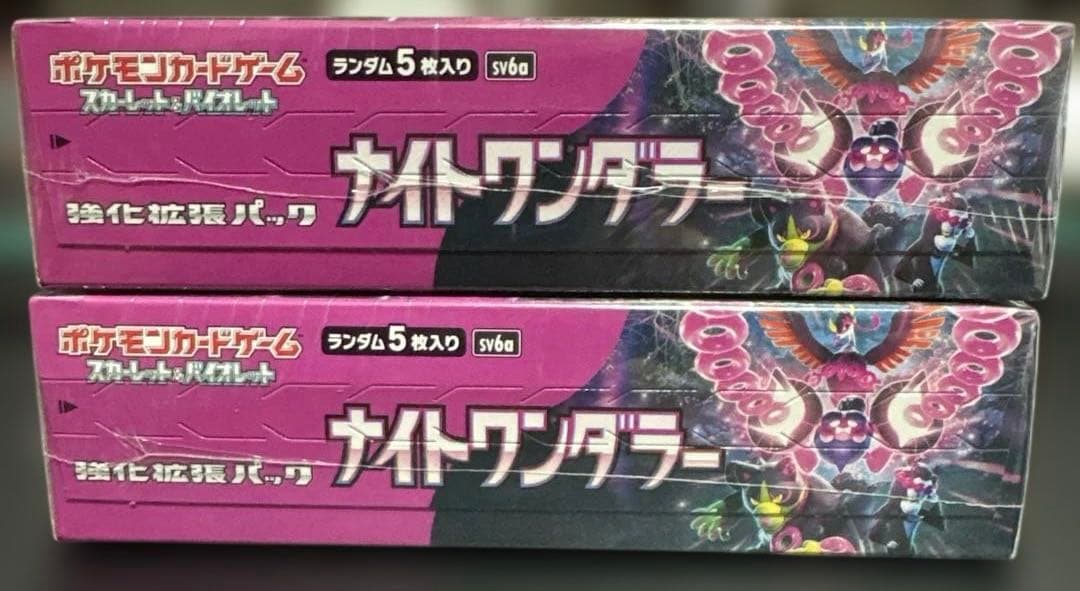 ポケモンカードゲーム
スカーレット&バイオレット
ランダム5枚入り sv6a
ナイトワンダラー
強化拡張パック
ポケモンカードゲーム
スカーレット&バイオレット
ランダム5枚入り sv6a
ナイトワンダラー
強化拡張パック